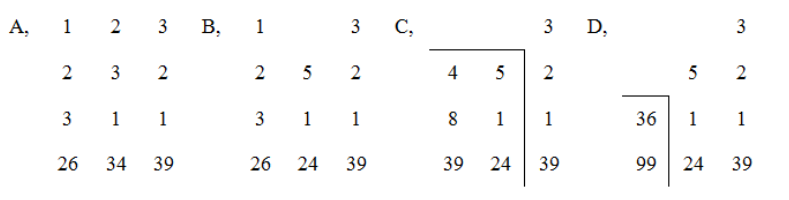 A, 1 2 3 B, 1 3 C, 3 D, 3
2 3 2 2 5 2 4 5 2 5 2
3 1 1 3 1 1 8 1 1 36 1 1
26 34 39 26 24 39 39 24 39 99 24 39